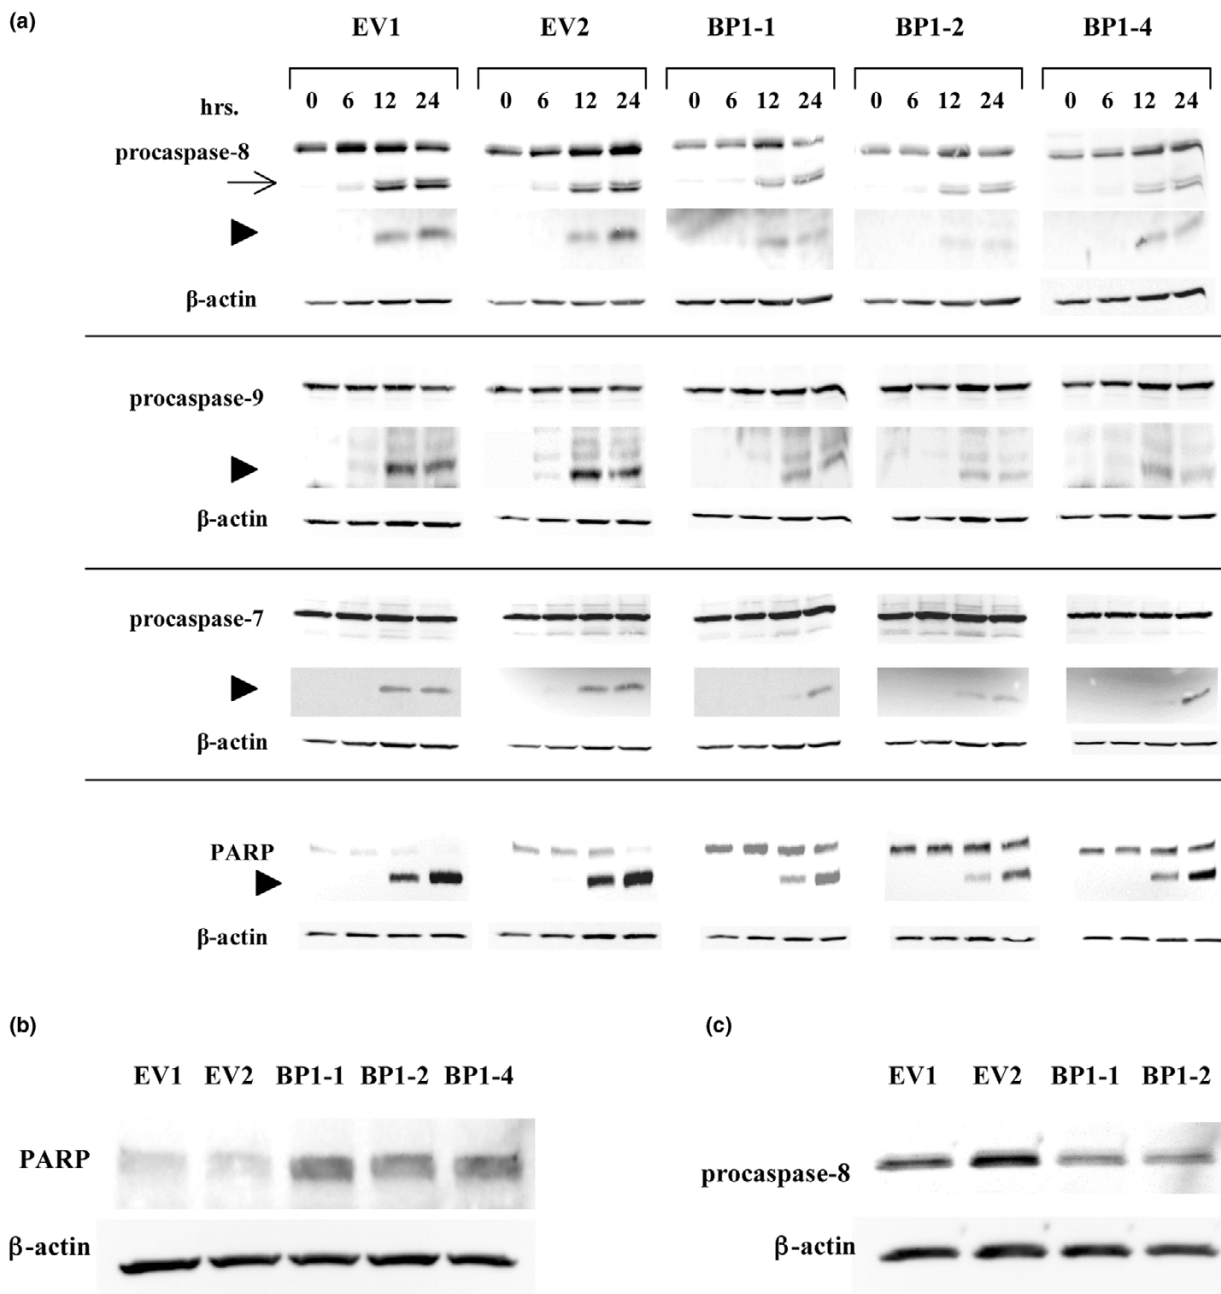 (a)
EV1 EV2 BP1-1 BP1-2 BP1-4
hrs. 0 6 12 24 0 6 12 24 0 6 12 24 0 6 12 24 0 6 12 24
procaspase-8
β-actin
procaspase-9
β-actin
procaspase-7
β-actin
PARP
β-actin
(b)
EV1 EV2 BP1-1 BP1-2 BP1-4
PARP
β-actin
(c)
EV1 EV2 BP1-1 BP1-2
procaspase-8
β-actin